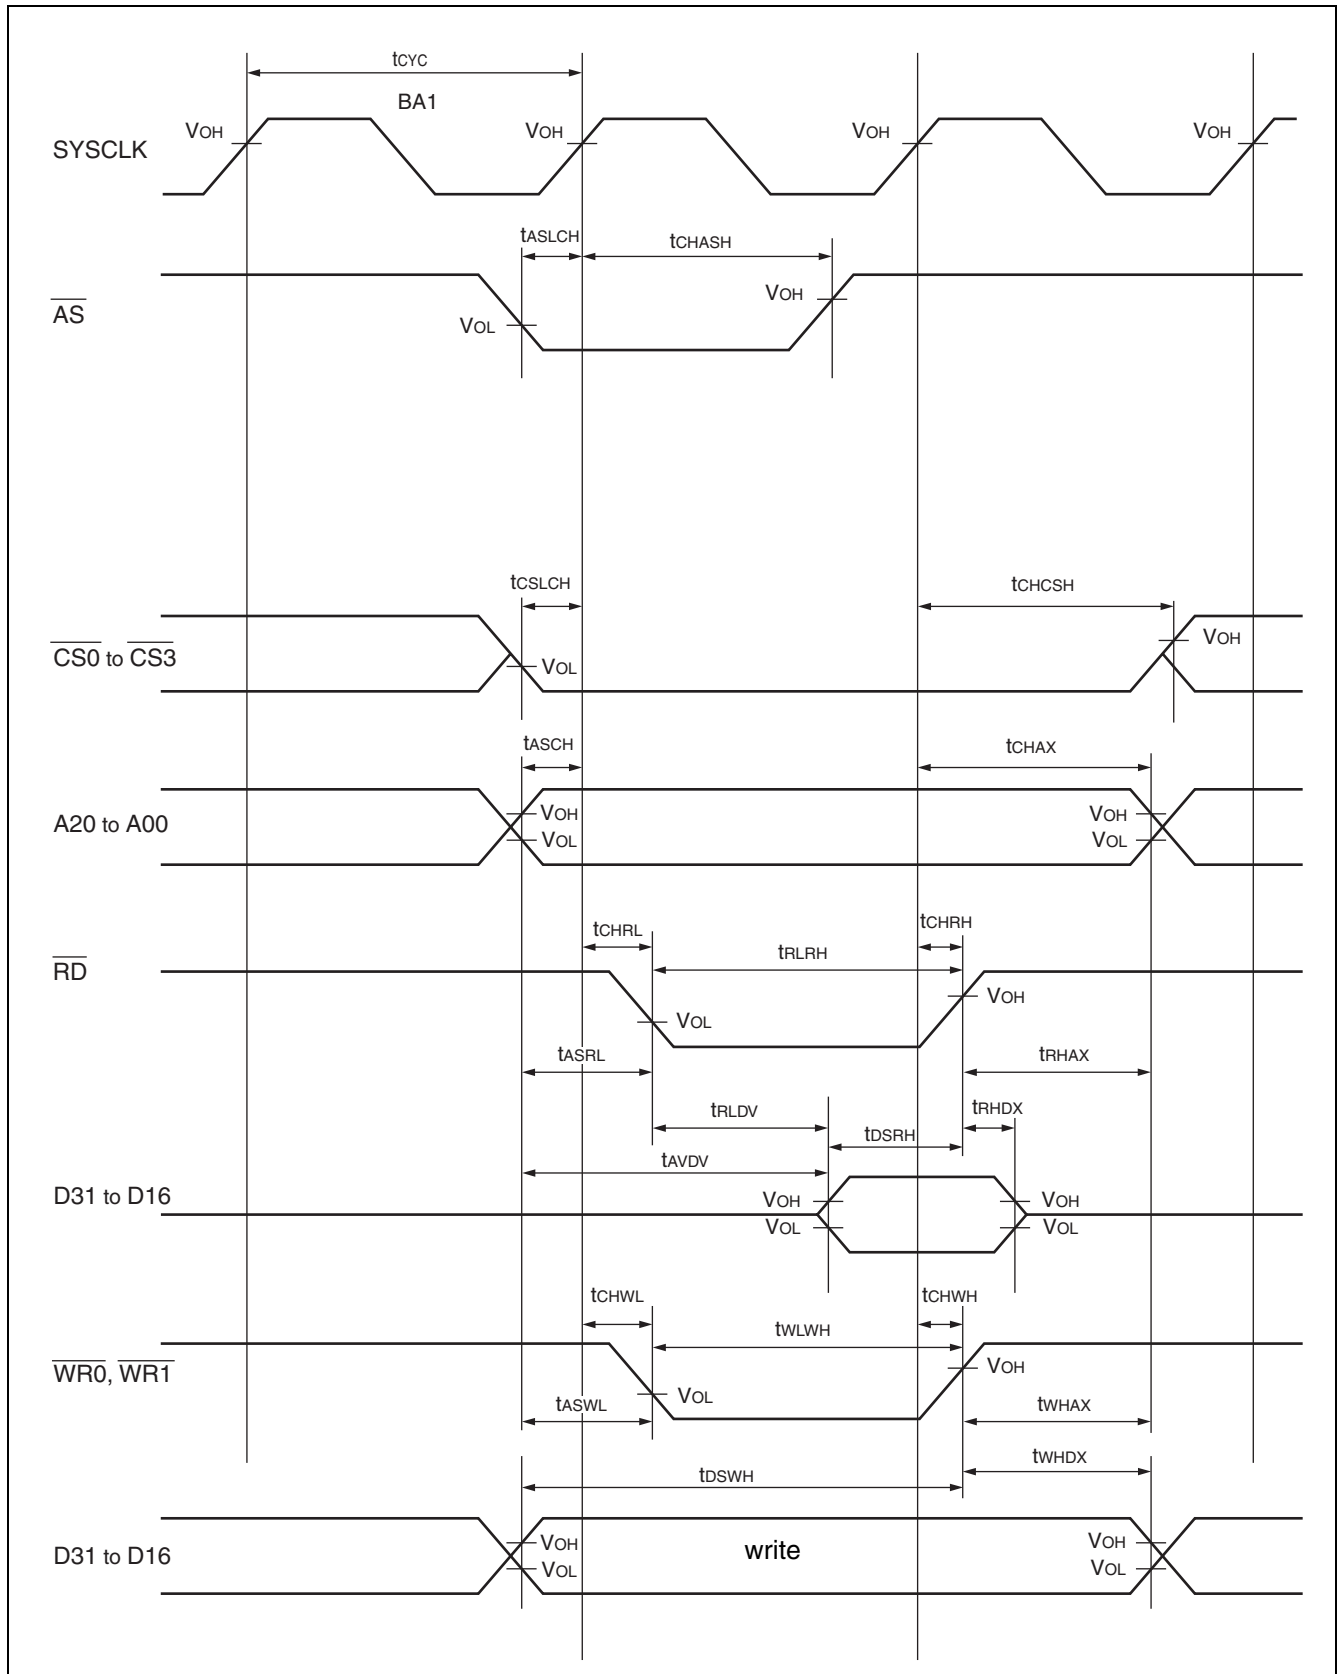 tCYC
BA1
VOH VOH VOH VOH
SYSCLK
tASLCH tCHASH
VOH
AS
VOL
tCSLCH tCHCSH
VOH
CS0 to CS3
VOL
tASCH tCHAX
VOH VOH
A20 to A00
VOL VOL
tCHRL tCHRH
tRLRH
RD
VOH
VOL
tASRL tRHAX
tRLDV tRHDX
tDSRH
tAVDV
D31 to D16
VOH VOH
VOL VOL
tCHWL tCHWH
tWLWH
WR0, WR1
VOH
VOL
tASWL tWHAX
tWHDX
tDSWH
VOH VOH
D31 to D16 write
VOL VOL